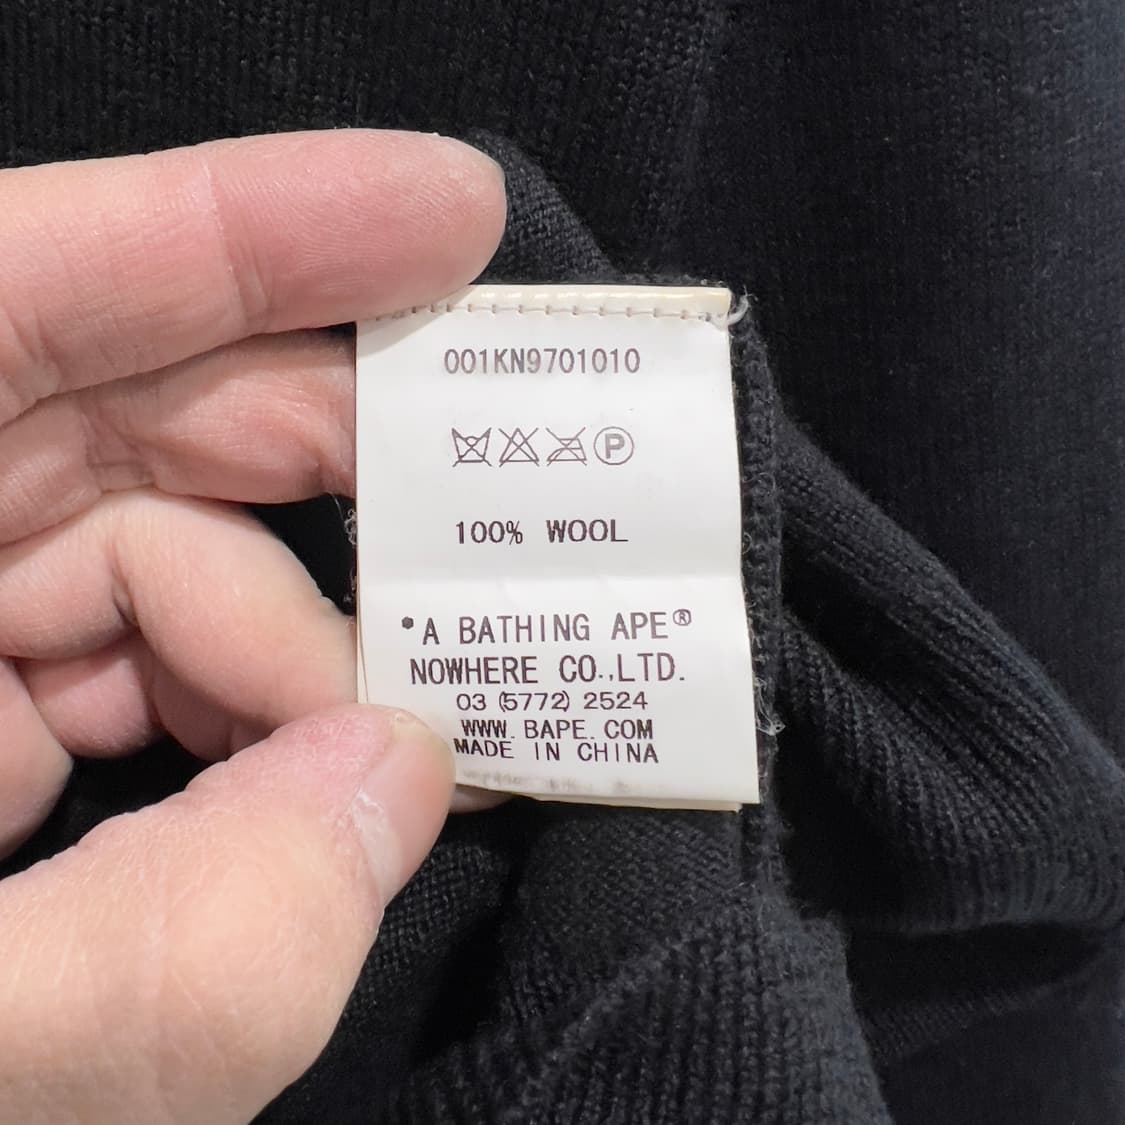 001KN9701010
P
100% WOOL
*A BATHING APE®
NOWHERE CO.,LTD.
03 (5772) 2524
WWW. BAPE. COM
MADE IN CHINA